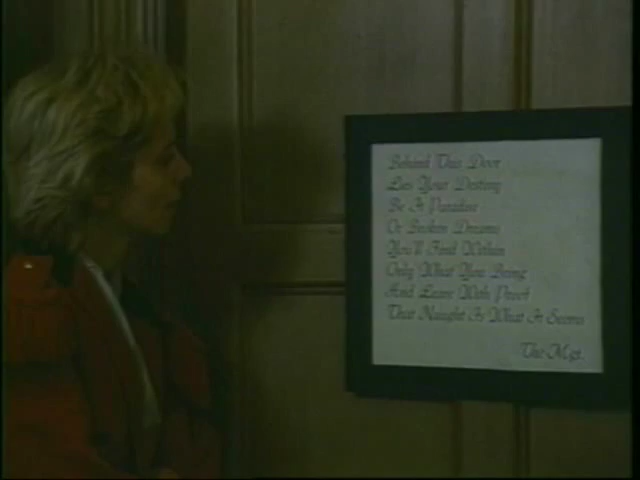 Behind This Door
Lies Your Destiny
Be It Paradise
Or Broken Dreams
You'll Find Within
Only What You Bring
And Leave With Proof
That Naught Is What It Seems
The Mgt.